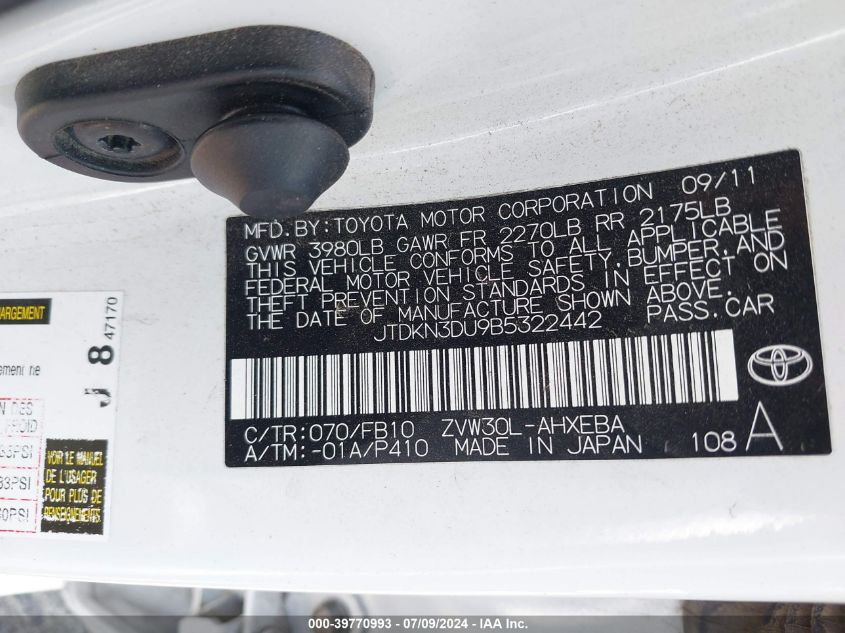 MFD. BY: TOYOTA MOTOR CORPORATION 09/11
GVWR 3980LB GAWR FR 2270LB RR 2175LB
THIS VEHICLE CONFORMS TO ALL APPLICABLE
FEDERAL MOTOR VEHICLE SAFETY, BUMPER, AND
THEFT PREVENTION STANDARDS IN EFFECT ON
THE DATE OF MANUFACTURE SHOWN ABOVE.
JTDKN3DU9B5322442 PASS.CAR
C/TR: 070/FB10 ZVW30L-AHXEBA
A/TM: -01A/P410 MADE IN JAPAN 108 A
HARGEMENT
47170
8
DES
VOIR LE MANUEL
DE L'USAGER
POUR PLUS DE
RENSEIGNEMENTS
000-39770993 - 07/09/2024 - IAA Inc.